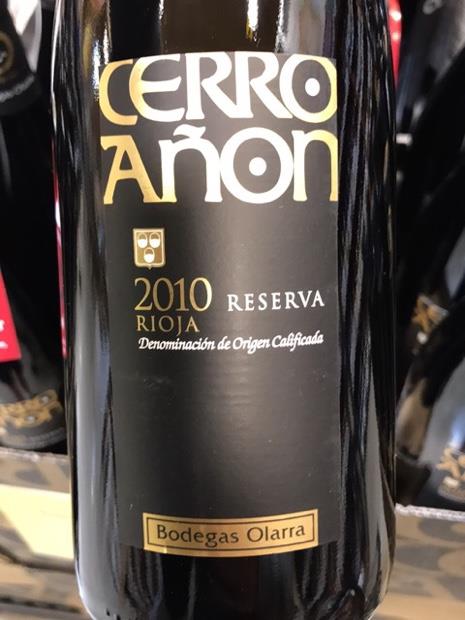 CERRO
AÑON
2010 RESERVA
RIOJA
Denominación de Origen Calificada
Bodegas Olarra